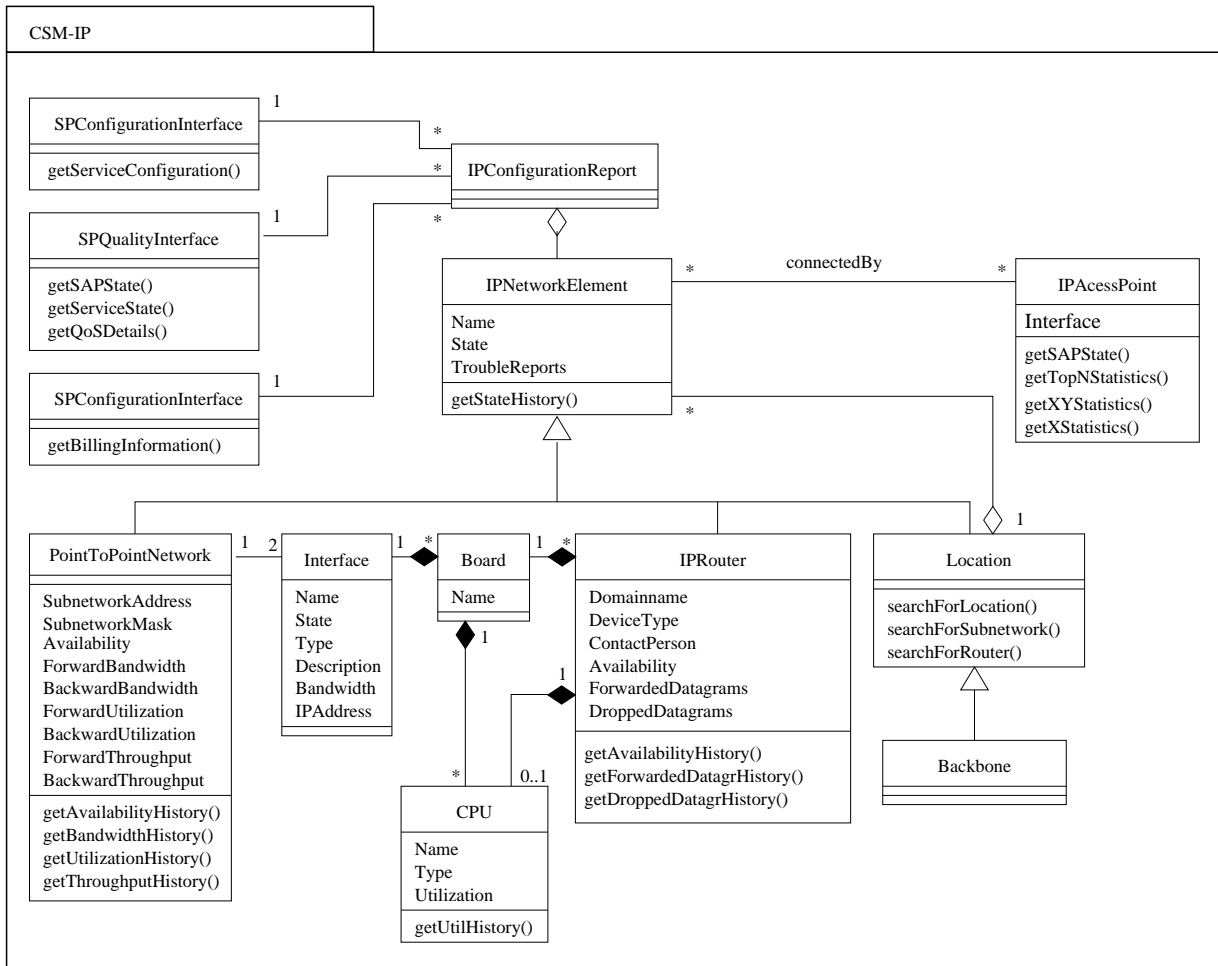 CSM-IP
SPConfigurationInterface
getServiceConfiguration()
1
*
IPConfigurationReport
SPQualityInterface
getSAPState()
getServiceState()
getQoSDetails()
1
*
SPConfigurationInterface
getBillingInformation()
1
*
IPNetworkElement
Name
State
TroubleReports
getStateHistory()
*
connectedBy
*
*
IPAcessPoint
Interface
getSAPState()
getTopNStatistics()
getXYStatistics()
getXStatistics()
1
PointToPointNetwork
SubnetworkAddress
SubnetworkMask
Availability
ForwardBandwidth
BackwardBandwidth
ForwardUtilization
BackwardUtilization
ForwardThroughput
BackwardThroughput
getAvailabilityHistory()
getBandwidthHistory()
getUtilizationHistory()
getThroughputHistory()
1
2
Interface
Name
State
Type
Description
Bandwidth
IPAddress
1
*
Board
Name
1
*
1
*
IPRouter
Domainname
DeviceType
ContactPerson
Availability
ForwardedDatagrams
DroppedDatagrams
getAvailabilityHistory()
getForwardedDatagrHistory()
getDroppedDatagrHistory()
1
0..1
CPU
Name
Type
Utilization
getUtilHistory()
Location
searchForLocation()
searchForSubnetwork()
searchForRouter()
Backbone